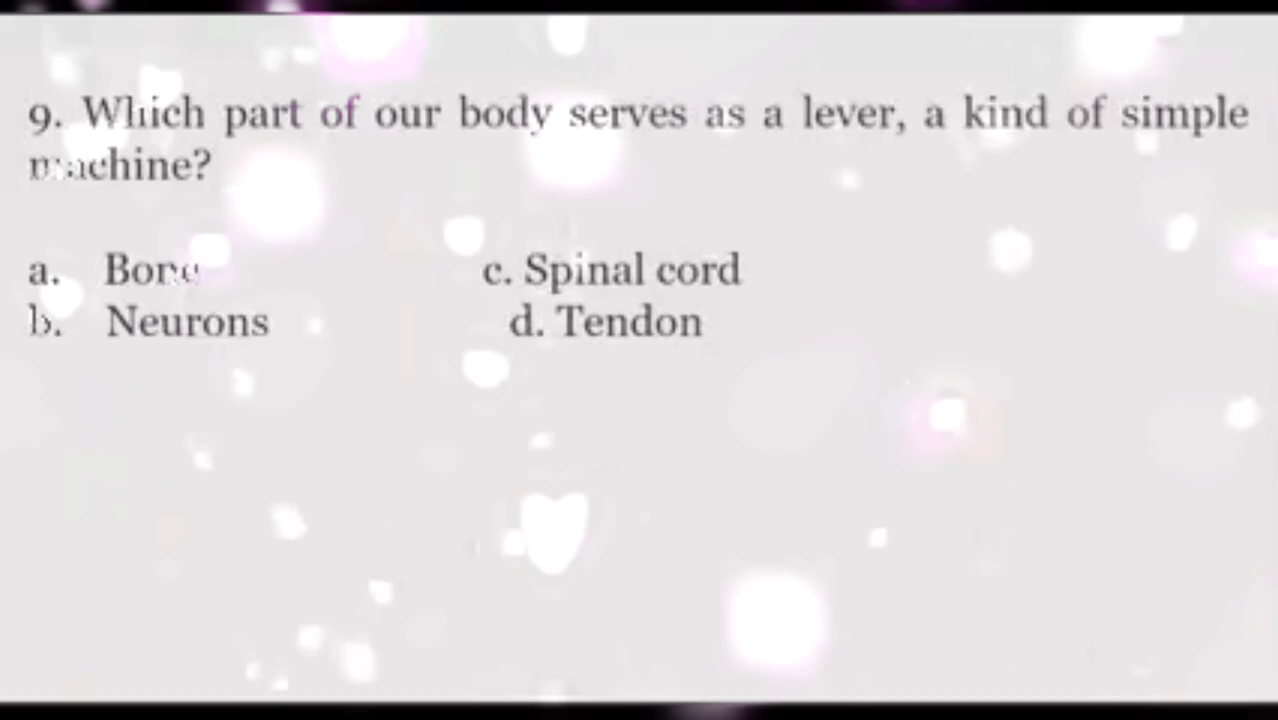 9. Which part of our body serves as a lever, a kind of simple
machine?
a. Bone c. Spinal cord
b. Neurons d. Tendon